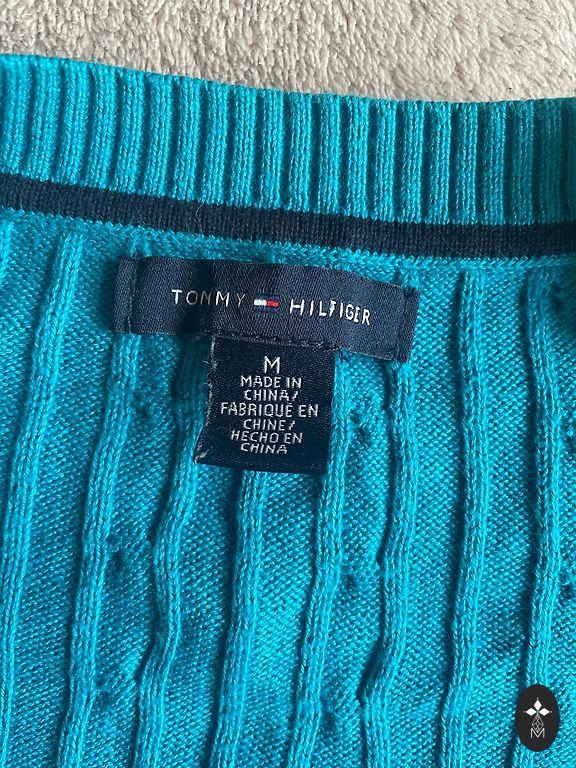 TOMMY HILFIGER
M
MADE IN
CHINA/
FABRIQUÉ EN
CHINE/
HECHO EN
CHINA
M